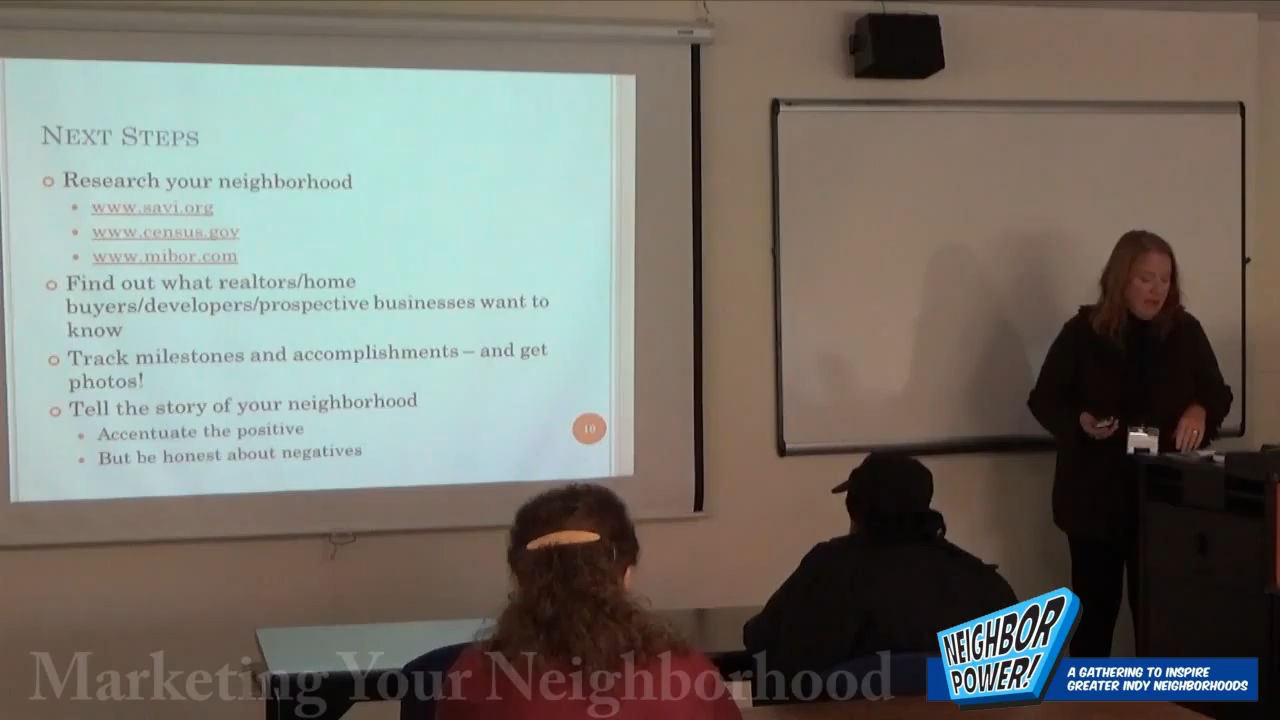 NEXT STEPS
Research your neighborhood
www.savi.org
www.census.gov
www.mibor.com
Find out what realtors/home
buyers/developers/prospective businesses want to
know
Track milestones and accomplishments – and get
photos!
Tell the story of your neighborhood
Accentuate the positive
But be honest about negatives
10
Marketing Your Neighborhood
NEIGHBOR
POWER!
A GATHERING TO INSPIRE
GREATER INDY NEIGHBORHOODS